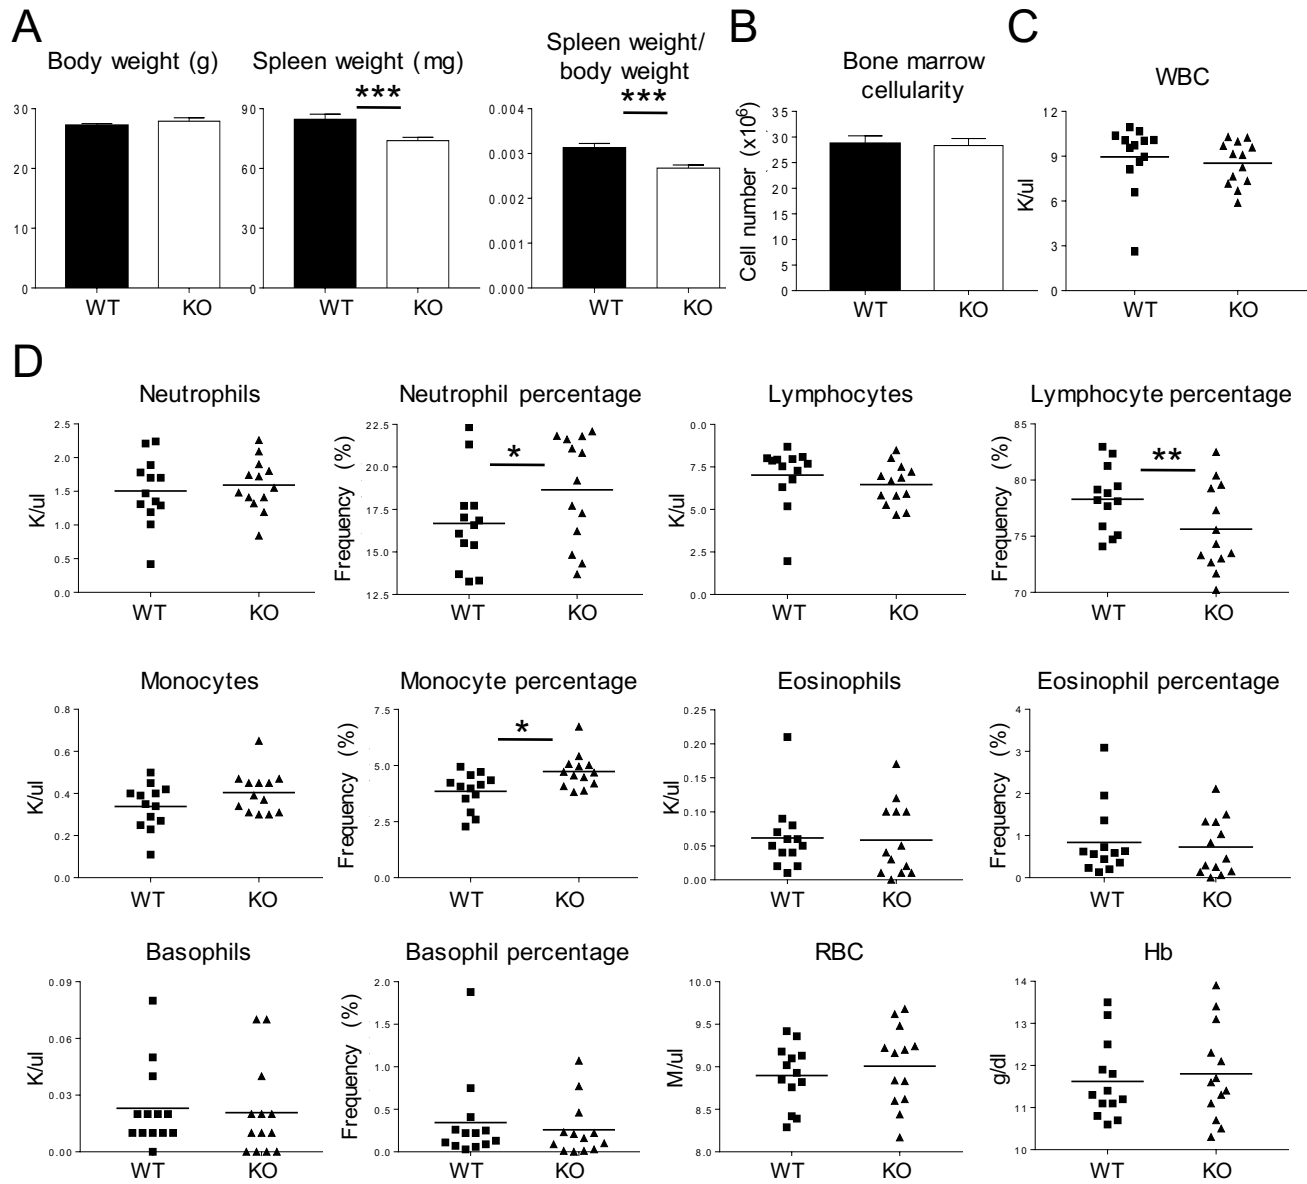 A
B
C
Body weight (g)
Spleen weight (mg)
Spleen weight/
body weight
Bone marrow
cellularity
WBC
***
***
30
20
10
0
WT
KO
90
60
30
0
WT
KO
0.004
0.003
0.002
0.001
0.000
WT
KO
Cell number (x10⁶)
35
30
25
20
15
10
5
0
WT
KO
K/ul
12
9
6
3
0
WT
KO
D
Neutrophils
K/ul
2.5
2.0
1.5
1.0
0.5
0.0
WT
KO
Neutrophil percentage
Frequency (%)
22.5
20.0
17.5
15.0
12.5
*
WT
KO
Lymphocytes
K/ul
0.0
7.5
5.0
2.5
0.0
WT
KO
Lymphocyte percentage
Frequency (%)
85
80
75
70
**
WT
KO
Monocytes
K/ul
0.8
0.6
0.4
0.2
0.0
WT
KO
Monocyte percentage
Frequency (%)
7.5
5.0
2.5
0.0
*
WT
KO
Eosinophils
K/ul
0.25
0.20
0.15
0.10
0.05
0.00
WT
KO
Eosinophil percentage
Frequency (%)
4
3
2
1
0
WT
KO
Basophils
K/ul
0.09
0.06
0.03
0.00
WT
KO
Basophil percentage
Frequency (%)
2.0
1.5
1.0
0.5
0.0
WT
KO
RBC
M/ul
10.0
9.5
9.0
8.5
8.0
WT
KO
Hb
g/dl
14
13
12
11
10
WT
KO